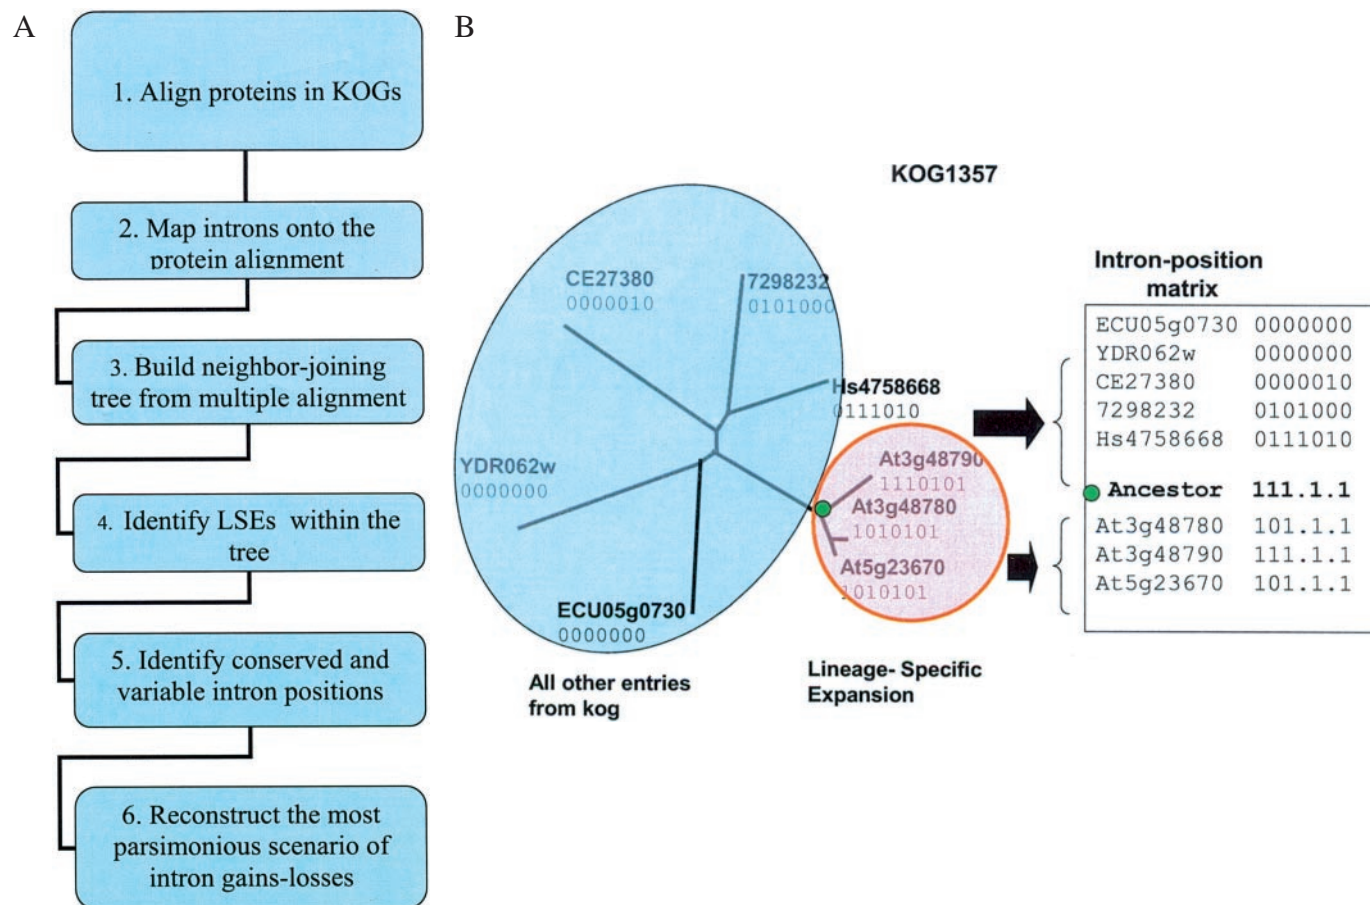 A
1. Align proteins in KOGs
2. Map introns onto the
protein alignment
3. Build neighbor-joining
tree from multiple alignment
4. Identify LSEs within the
tree
5. Identify conserved and
variable intron positions
6. Reconstruct the most
parsimonious scenario of
intron gains-losses
B
KOG1357
CE27380
0000010
7298232
0101000
Hs4758668
0111010
YDR062w
0000000
At3g48790
1110101
At3g48780
1010101
At5g23670
1010101
ECU05g0730
0000000
All other entries
from kog
Lineage- Specific
Expansion
Intron-position
matrix
ECU05g0730 0000000
YDR062w 0000000
CE27380 0000010
7298232 0101000
Hs4758668 0111010
Ancestor 111.1.1
At3g48780 101.1.1
At3g48790 111.1.1
At5g23670 101.1.1